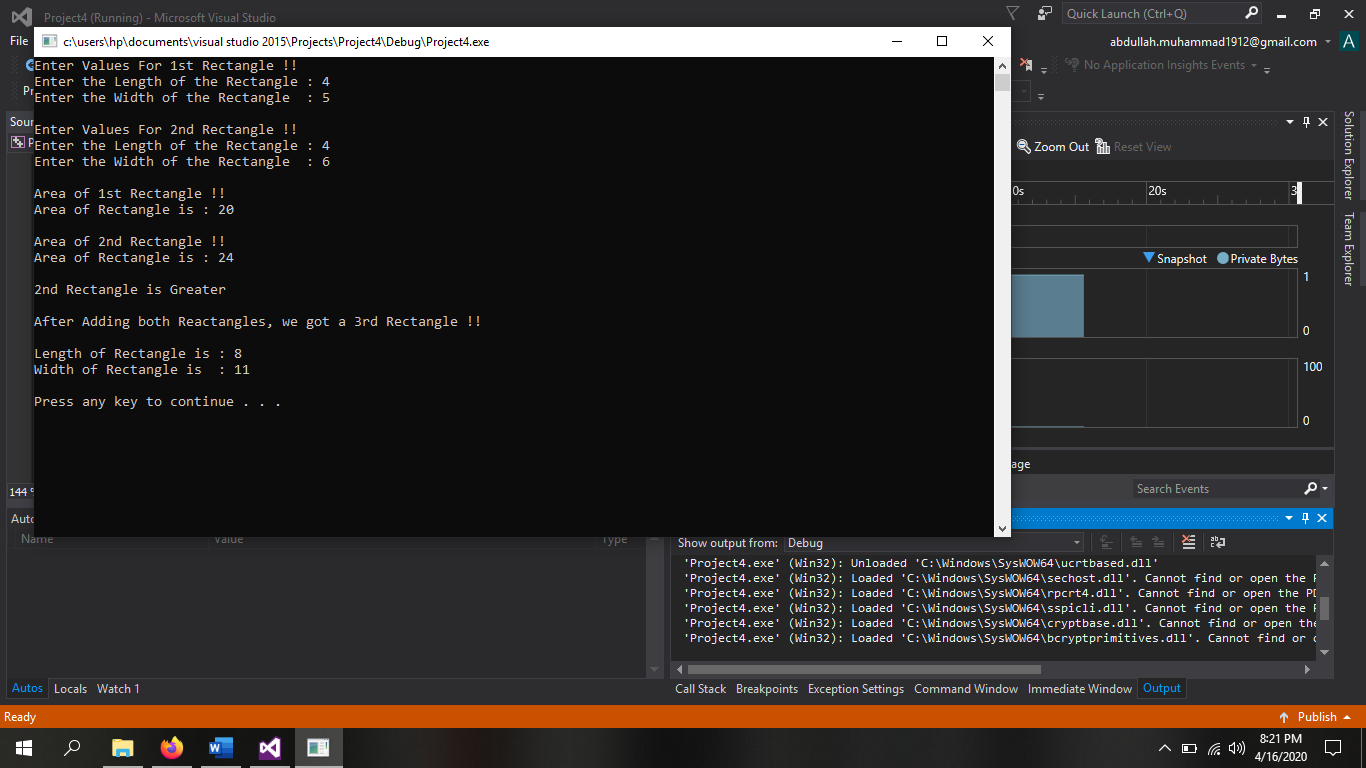 Project4 (Running) - Microsoft Visual Studio
Quick Launch (Ctrl+Q)
File
abdullah.muhammad1912@gmail.com
A
No Application Insights Events
c:\users\hp\documents\visual studio 2015\Projects\Project4\Debug\Project4.exe
Enter Values For 1st Rectangle !!
Enter the Length of the Rectangle : 4
Enter the Width of the Rectangle  : 5
Enter Values For 2nd Rectangle !!
Enter the Length of the Rectangle : 4
Enter the Width of the Rectangle  : 6
Area of 1st Rectangle !!
Area of Rectangle is : 20
Area of 2nd Rectangle !!
Area of Rectangle is : 24
2nd Rectangle is Greater
After Adding both Reactangles, we got a 3rd Rectangle !!
Length of Rectangle is : 8
Width of Rectangle is  : 11
Press any key to continue . . .
Zoom Out
Reset View
0s 20s 3
Snapshot Private Bytes
1
0
100
0
Solution Explorer
Team Explorer
age
Search Events
144 %
Name Value Type
Show output from: Debug
'Project4.exe' (Win32): Unloaded 'C:\Windows\SysWOW64\ucrtbased.dll'
'Project4.exe' (Win32): Loaded 'C:\Windows\SysWOW64\sechost.dll'. Cannot find or open the P
'Project4.exe' (Win32): Loaded 'C:\Windows\SysWOW64\rpcrt4.dll'. Cannot find or open the PD
'Project4.exe' (Win32): Loaded 'C:\Windows\SysWOW64\sspicli.dll'. Cannot find or open the P
'Project4.exe' (Win32): Loaded 'C:\Windows\SysWOW64\cryptbase.dll'. Cannot find or open the
'Project4.exe' (Win32): Loaded 'C:\Windows\SysWOW64\bcryptprimitives.dll'. Cannot find or
Autos Locals Watch 1
Call Stack Breakpoints Exception Settings Command Window Immediate Window Output
Ready
Publish
8:21 PM
4/16/2020